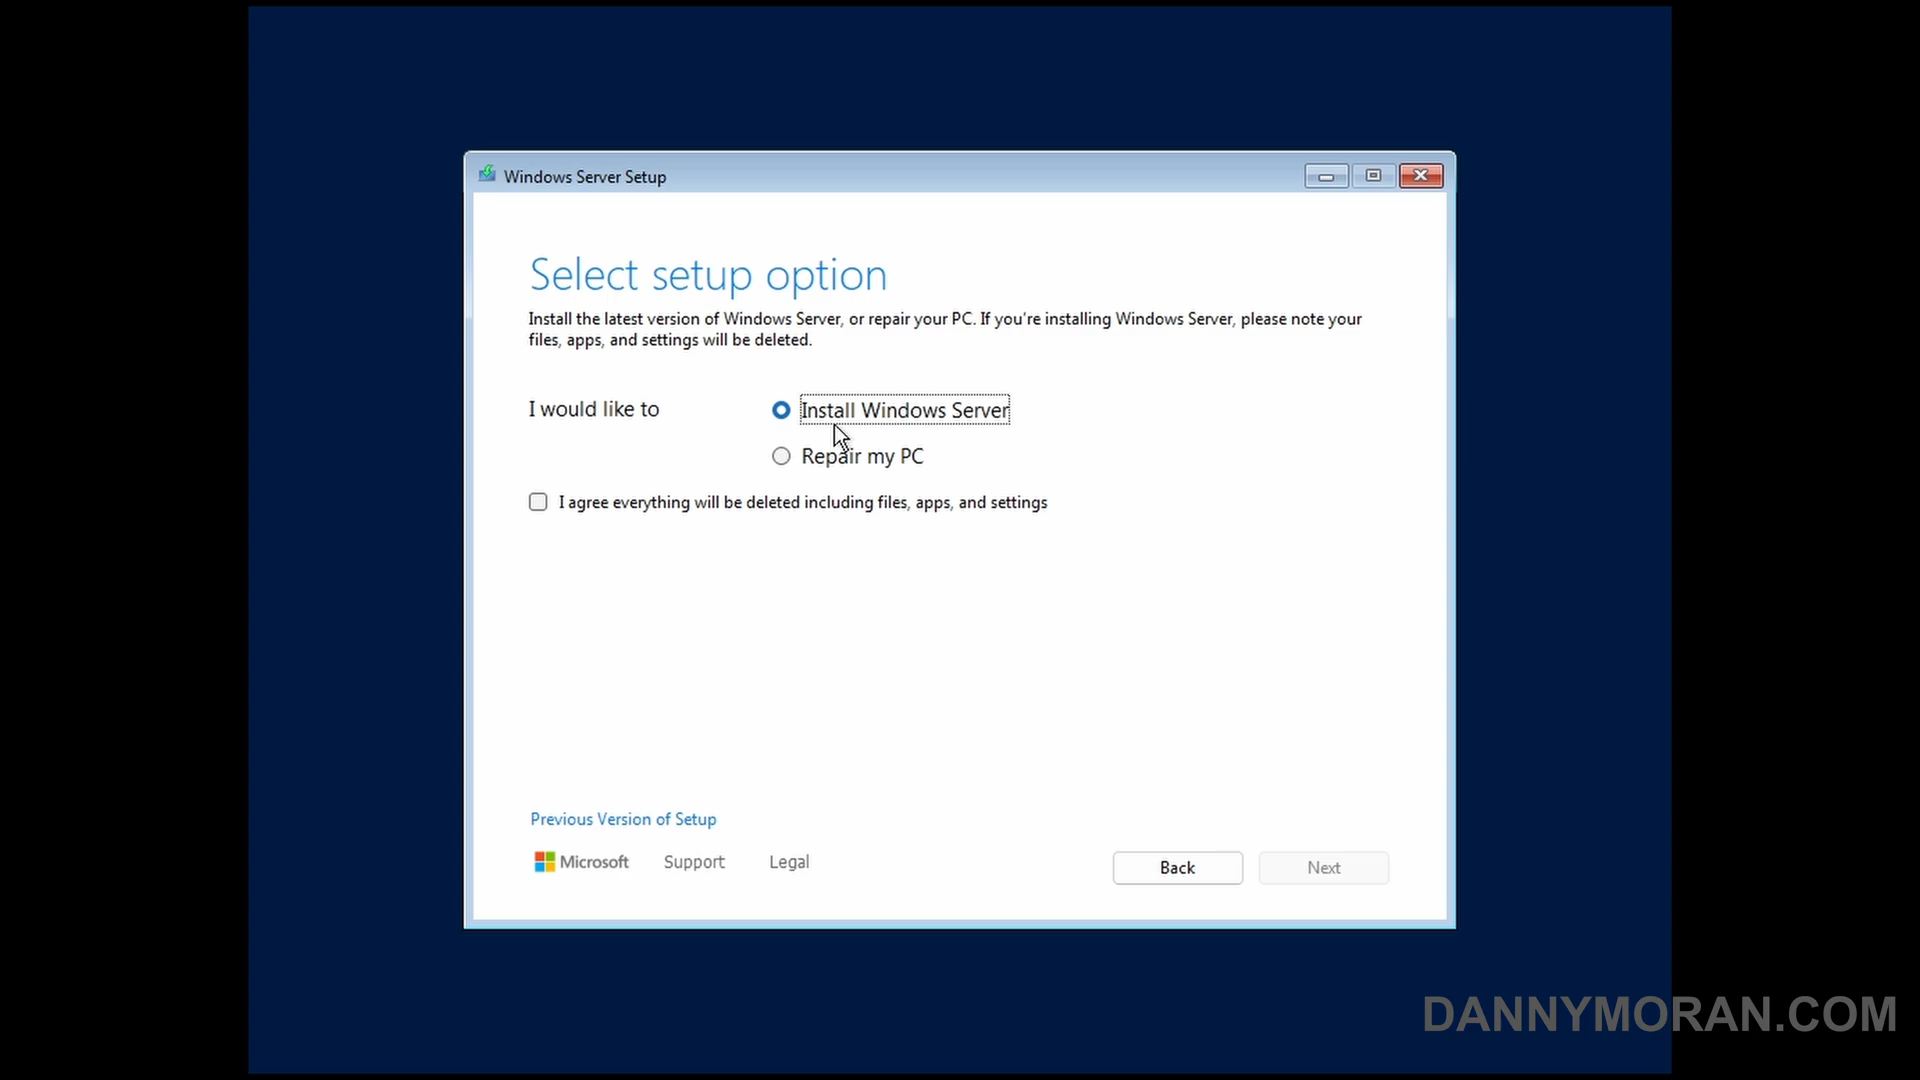 Windows Server Setup
Select setup option
Install the latest version of Windows Server, or repair your PC. If you're installing Windows Server, please note your
files, apps, and settings will be deleted.
I would like to
Install Windows Server
Repair my PC
I agree everything will be deleted including files, apps, and settings
Previous Version of Setup
Microsoft Support Legal
Back Next
DANNYMORAN.COM